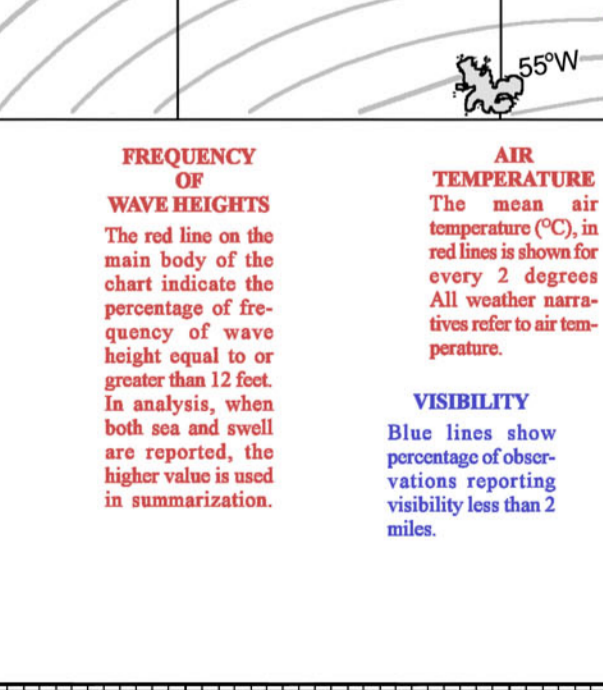 55°W
FREQUENCY
OF
WAVE HEIGHTS
The red line on the
main body of the
chart indicate the
percentage of fre-
quency of wave
height equal to or
greater than 12 feet.
In analysis, when
both sea and swell
are reported, the
higher value is used
in summarization.
AIR
TEMPERATURE
The mean air
temperature (°C), in
red lines is shown for
every 2 degrees
All weather narra-
tives refer to air tem-
perature.
VISIBILITY
Blue lines show
percentage of obser-
vations reporting
visibility less than 2
miles.